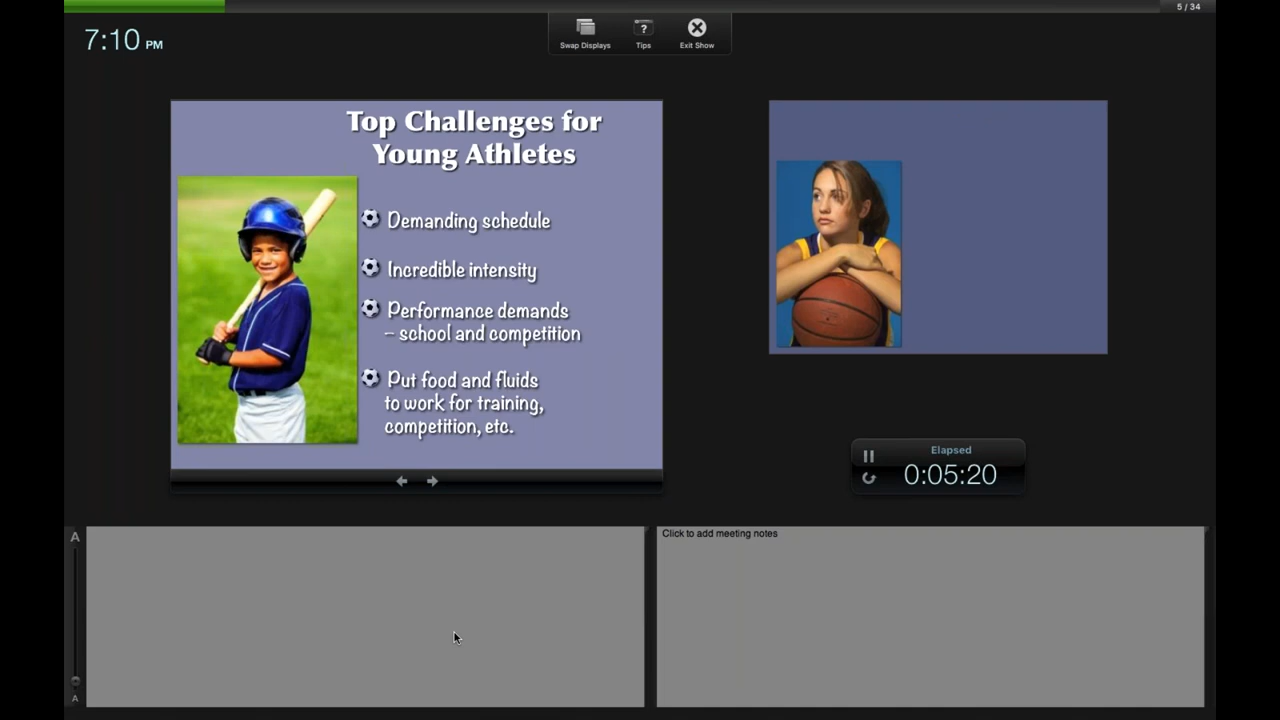 5 / 34
7:10 PM
Swap Displays
Tips
Exit Show
Top Challenges for
Young Athletes
Demanding schedule
Incredible intensity
Performance demands
– school and competition
Put food and fluids
to work for training,
competition, etc.
Elapsed
0:05:20
A
A
Click to add meeting notes